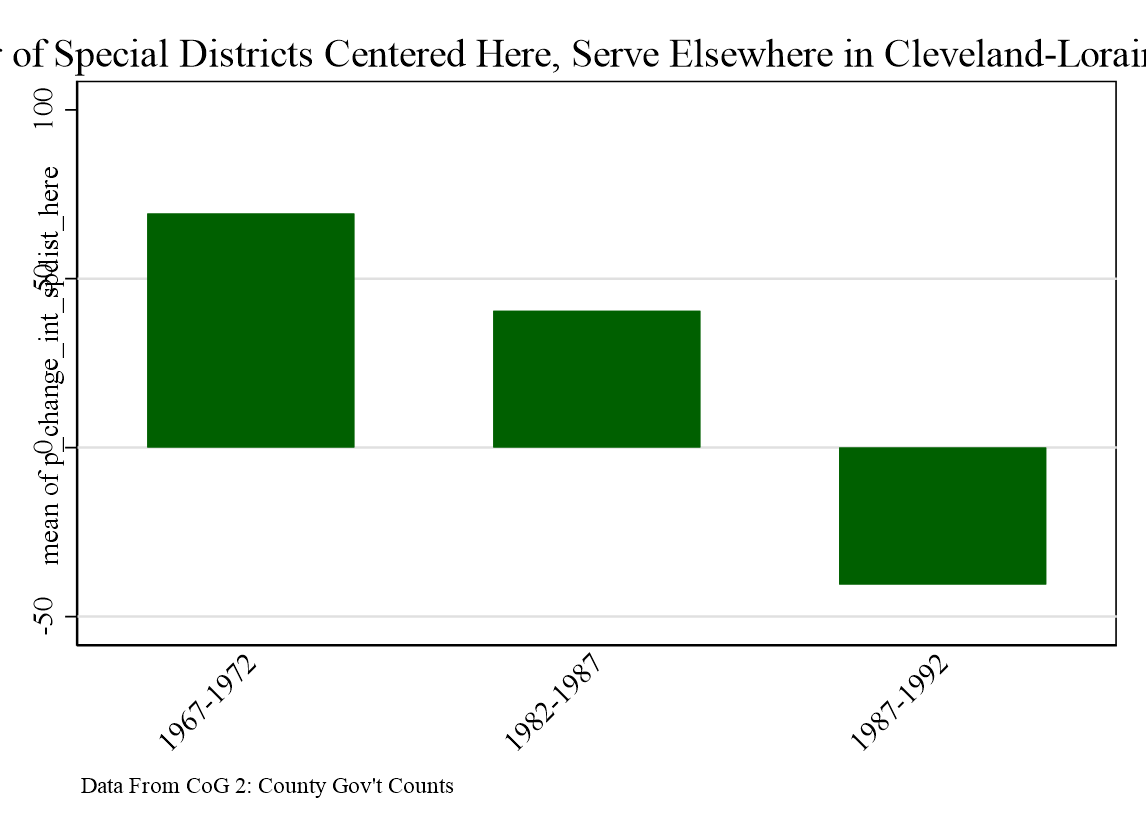 r of Special Districts Centered Here, Serve Elsewhere in Cleveland-Lorain
mean of p_change_int_spdist_here
100
50
0
-50
1967-1972
1982-1987
1987-1992
Data From CoG 2: County Gov't Counts